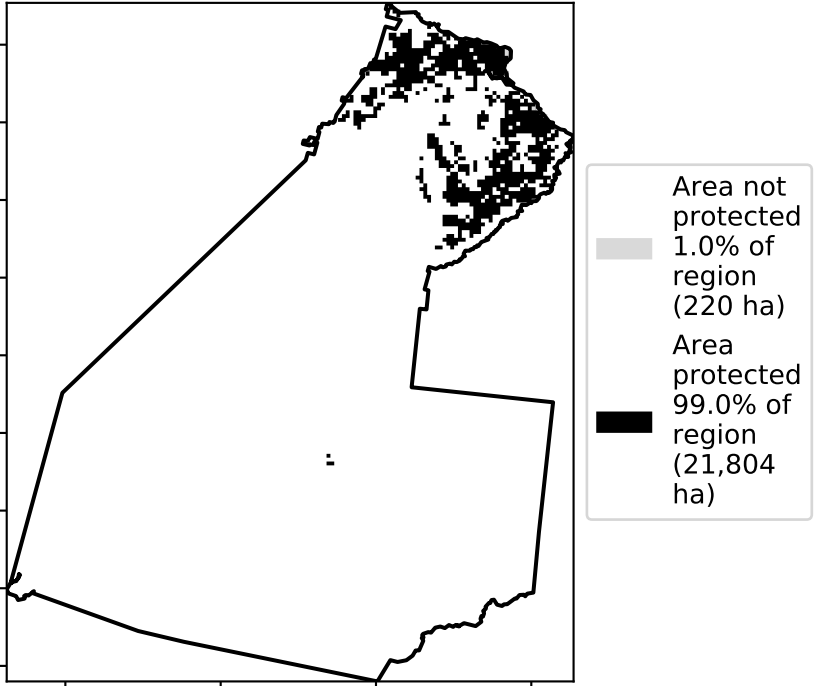 Area not
protected
1.0% of
region
(220 ha)
Area
protected
99.0% of
region
(21,804
ha)